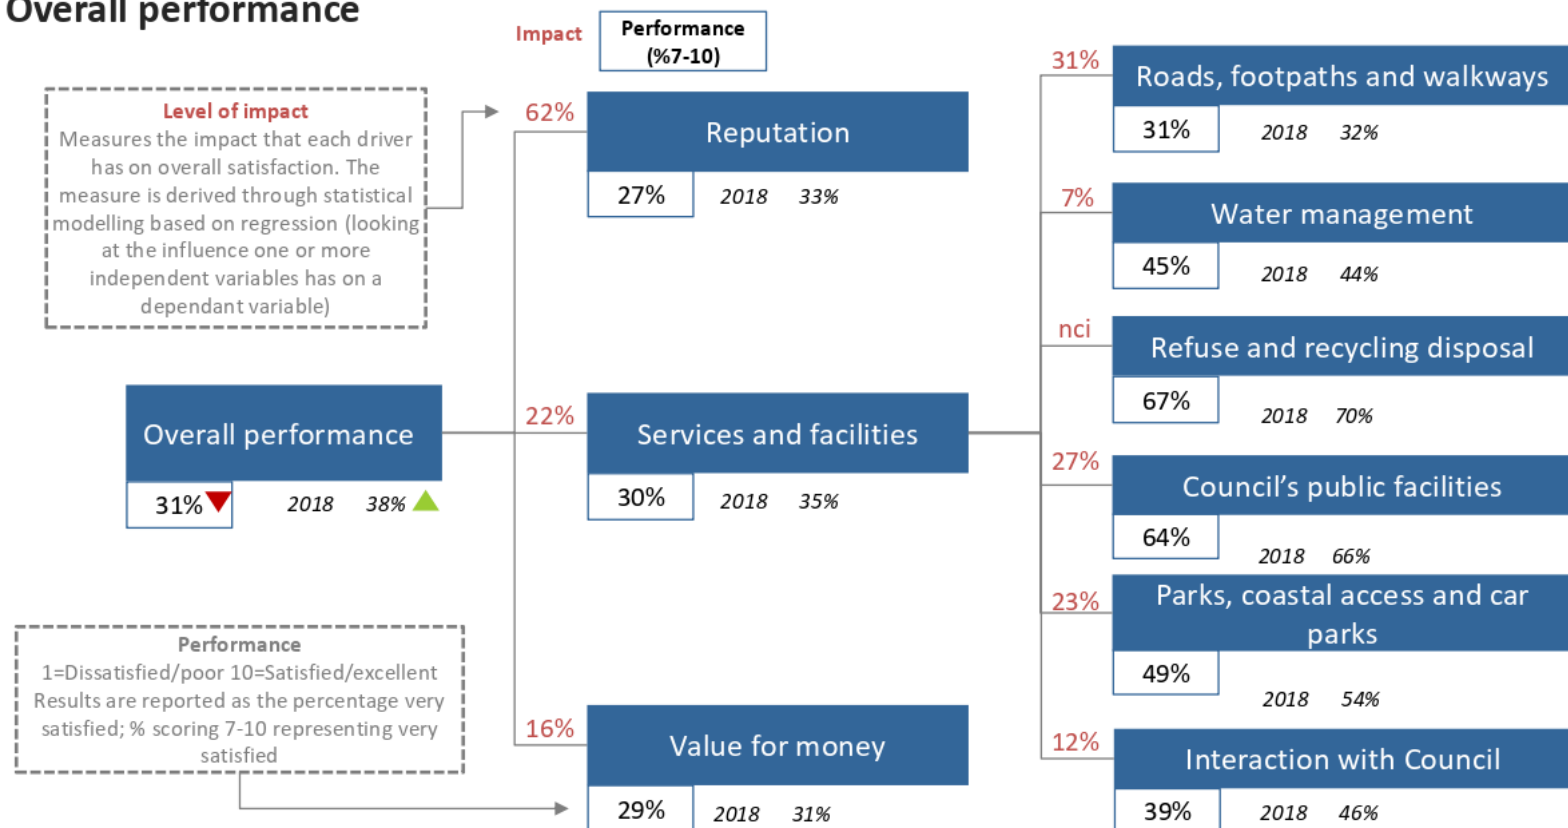 Overall performance
Impact
Performance
(%7-10)
Level of impact
Measures the impact that each driver
has on overall satisfaction. The
measure is derived through statistical
modelling based on regression (looking
at the influence one or more
independent variables has on a
dependant variable)
Overall performance
31% 2018 38%
Performance
1=Dissatisfied/poor 10=Satisfied/excellent
Results are reported as the percentage very
satisfied; % scoring 7-10 representing very
satisfied
62%
Reputation
27% 2018 33%
22%
Services and facilities
30% 2018 35%
16%
Value for money
29% 2018 31%
31%
Roads, footpaths and walkways
31% 2018 32%
7%
Water management
45% 2018 44%
nci
Refuse and recycling disposal
67% 2018 70%
27%
Council’s public facilities
64% 2018 66%
23%
Parks, coastal access and car
parks
49% 2018 54%
12%
Interaction with Council
39% 2018 46%